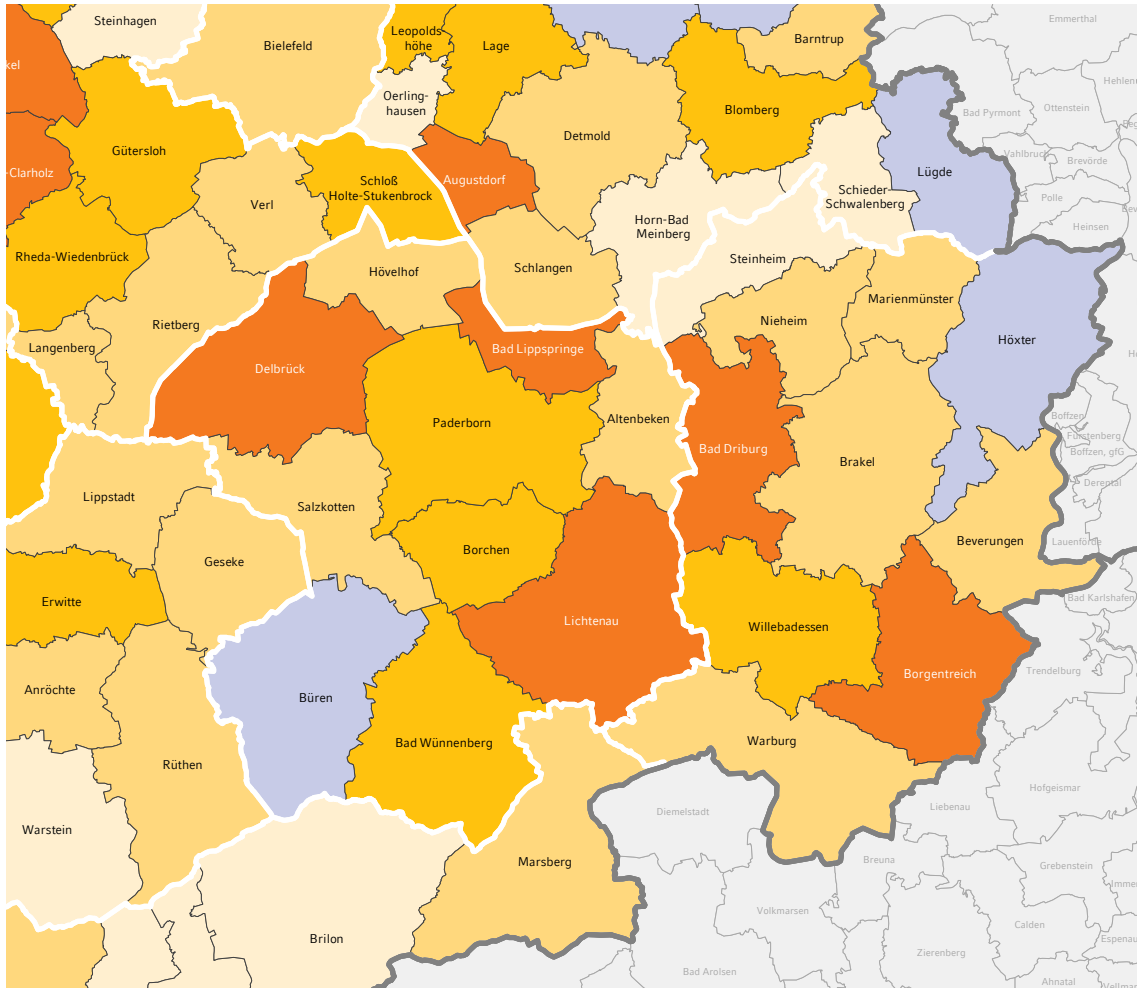 Steinhagen
Bielefeld
Leopolds
höhe
Lage
Barntrup
Emmerthal
kel
Oerling-
hausen
Blomberg
Bad Pyrmont
Ottenstein
Gütersloh
Detmold
-Clarholz
Augustdorf
Schloß
Holte-Stukenbrock
Verl
Schieder-
Schwalenberg
Lügde
Vahlbruch
Brevörde
Polle
Heinsen
Horn-Bad
Meinberg
Rheda-Wiedenbrück
Hövelhof
Schlangen
Steinheim
Marienmünster
Rietberg
Nieheim
Höxter
Langenberg
Bad Lippspringe
Delbrück
Paderborn
Altenbeken
Bad Driburg
Brakel
Boffzen
Fürstenberg
Boffzen, gfG
Derental
Lippstadt
Salzkotten
Lauenförde
Borchen
Beverungen
Geseke
Erwitte
Lichtenau
Willebadessen
Bad Karlshafen
Anröchte
Büren
Borgentreich
Trendelburg
Bad Wünnenberg
Warburg
Rüthen
Hofgeismar
Warstein
Diemelstadt
Liebenau
Marsberg
Breuna
Grebenstein
Volkmarsen
Calden
Brilon
Zierenberg
Bad Arolsen
Ahnatal